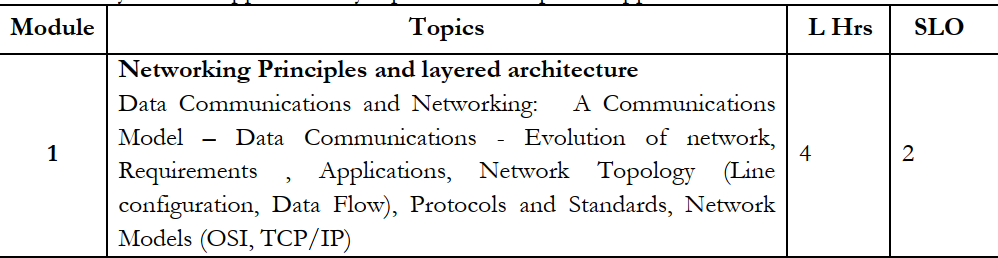 Module Topics L Hrs SLO
Networking Principles and layered architecture
Data Communications and Networking: A Communications
Model – Data Communications - Evolution of network,
1
Requirements , Applications, Network Topology (Line
4
2
configuration, Data Flow), Protocols and Standards, Network
Models (OSI, TCP/IP)